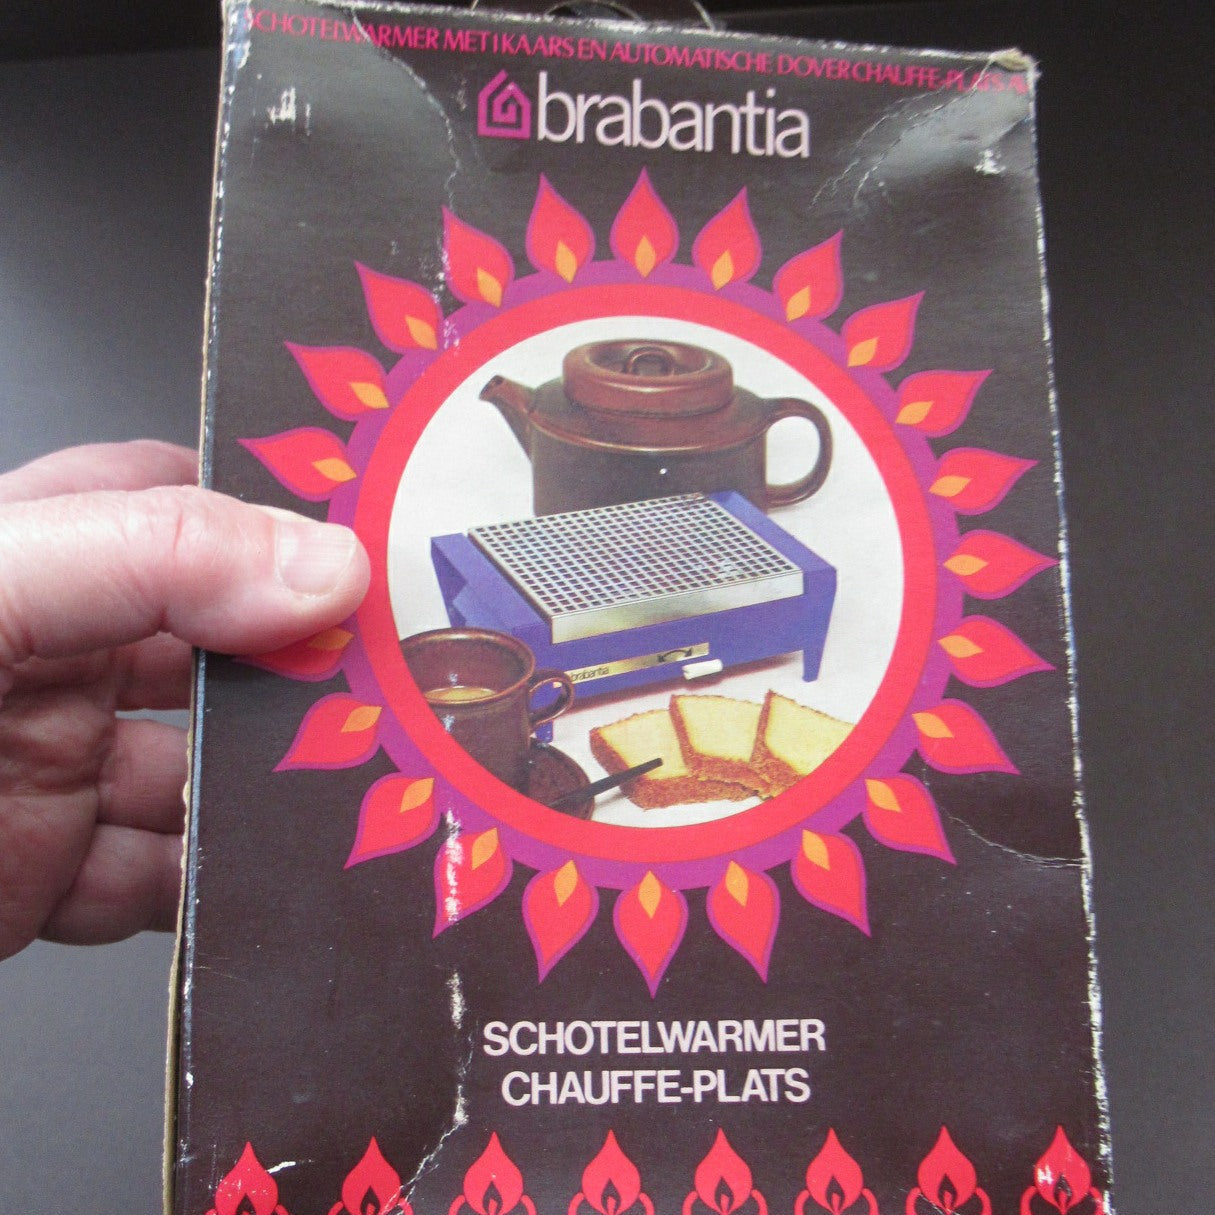 SCHOTELWARMER MET 1 KAARS EN AUTOMATISCHE DOVER CHAUFFE-PLATS
brabantia
brabantia
SCHOTELWARMER
CHAUFFE-PLATS